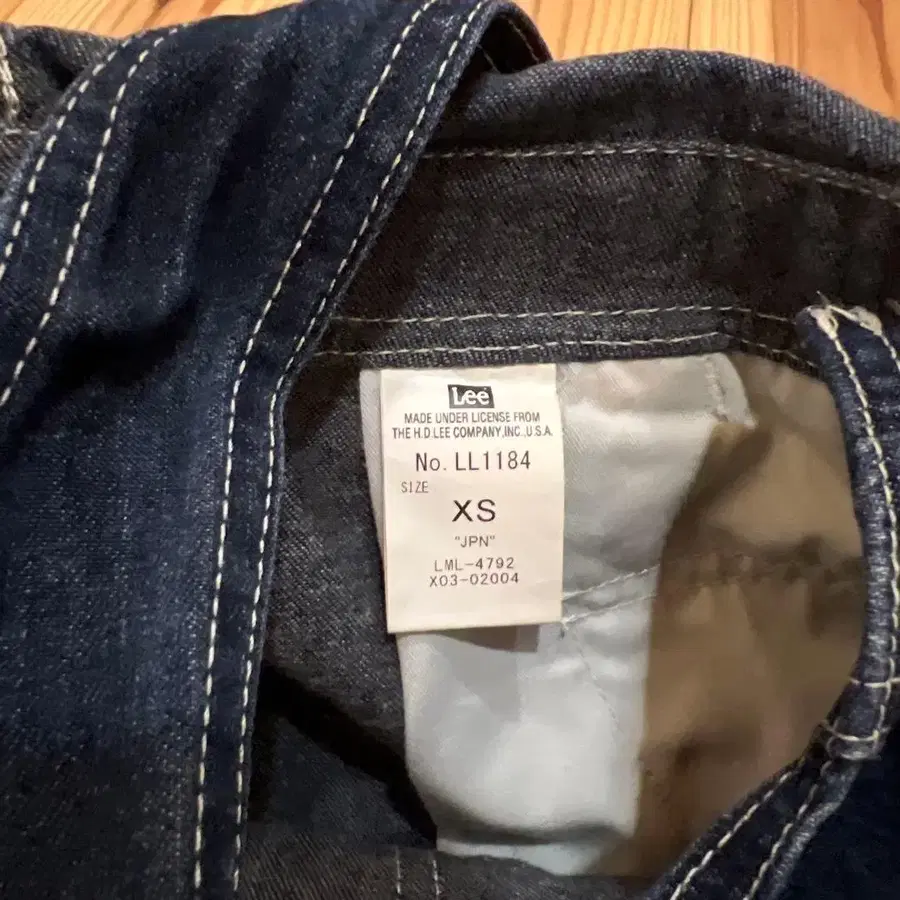 Lee
MADE UNDER LICENSE FROM
THE H.D.LEE COMPANY,INC.,U.S.A.
No. LL1184
SIZE
XS
"JPN"
LML-4792
X03-02004